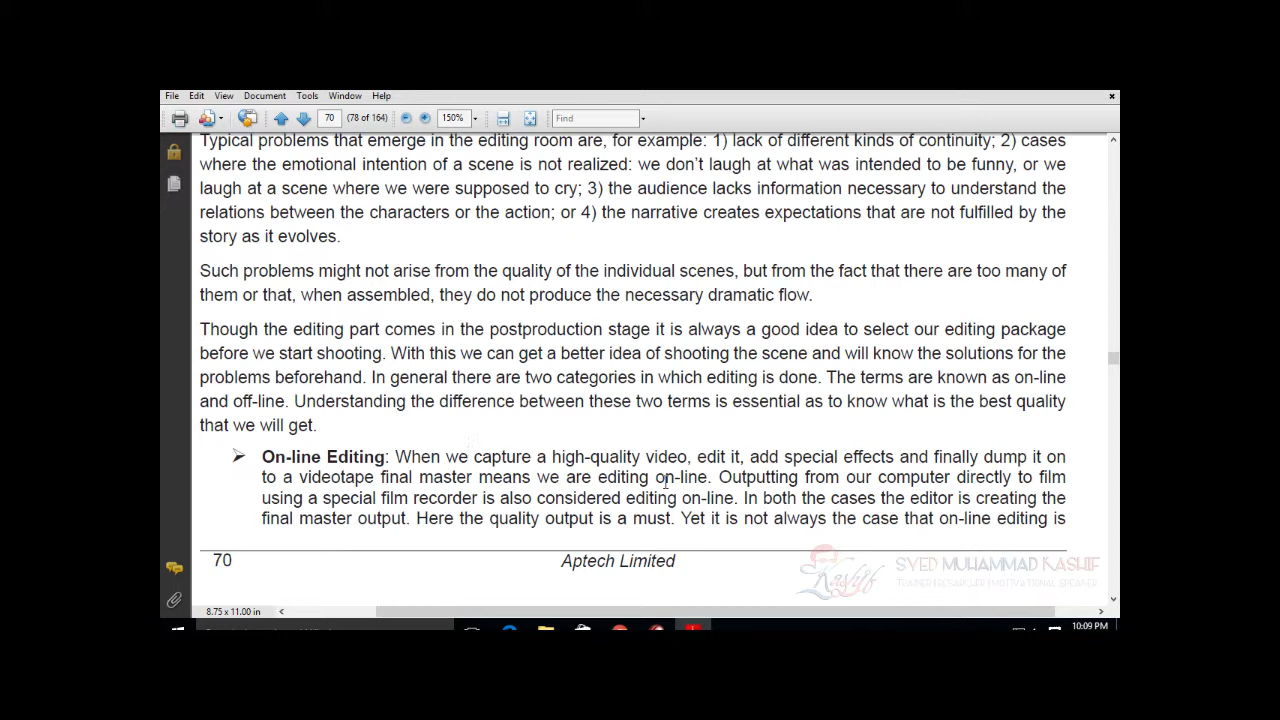 File Edit View Document Tools Window Help
70 (78 of 164) 150% Find
Typical problems that emerge in the editing room are, for example: 1) lack of different kinds of continuity; 2) cases
where the emotional intention of a scene is not realized: we don’t laugh at what was intended to be funny, or we
laugh at a scene where we were supposed to cry; 3) the audience lacks information necessary to understand the
relations between the characters or the action; or 4) the narrative creates expectations that are not fulfilled by the
story as it evolves.
Such problems might not arise from the quality of the individual scenes, but from the fact that there are too many of
them or that, when assembled, they do not produce the necessary dramatic flow.
Though the editing part comes in the postproduction stage it is always a good idea to select our editing package
before we start shooting. With this we can get a better idea of shooting the scene and will know the solutions for the
problems beforehand. In general there are two categories in which editing is done. The terms are known as on-line
and off-line. Understanding the difference between these two terms is essential as to know what is the best quality
that we will get.
On-line Editing: When we capture a high-quality video, edit it, add special effects and finally dump it on
to a videotape final master means we are editing on-line. Outputting from our computer directly to film
using a special film recorder is also considered editing on-line. In both the cases the editor is creating the
final master output. Here the quality output is a must. Yet it is not always the case that on-line editing is
70 Aptech Limited
Kashif
SYED MUHAMMAD KASHIF
TRAINER | RESEARCHER | MOTIVATIONAL SPEAKER
8.75 x 11.00 in
10:09 PM